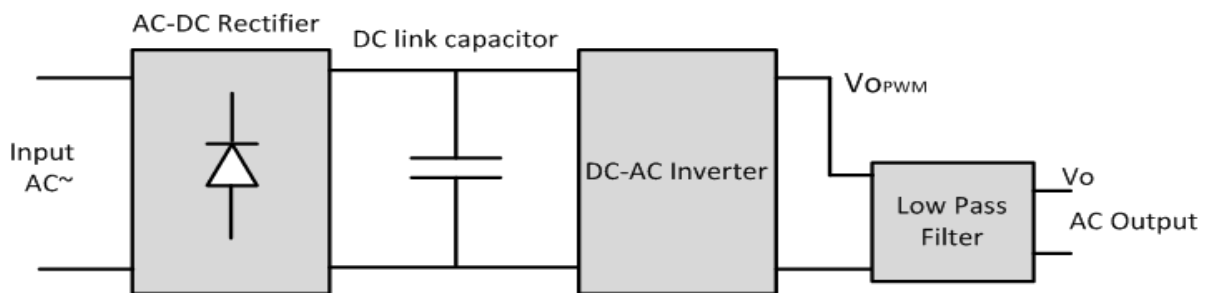 AC-DC Rectifier
DC link capacitor
VoPWM
Input
AC~
DC-AC Inverter
Low Pass
Filter
Vo
AC Output